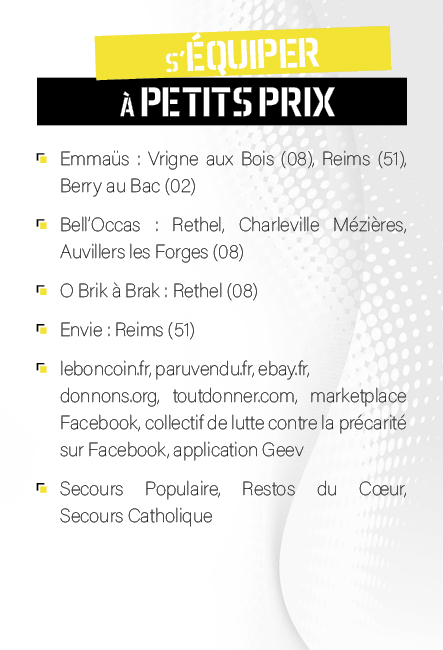 S'ÉQUIPER
À PETITS PRIX
Emmaüs : Vrigne aux Bois (08), Reims (51),
Berry au Bac (02)
Bell'Occas : Rethel, Charleville Mézières,
Auvillers les Forges (08)
O Brik à Brak : Rethel (08)
Envie : Reims (51)
leboncoin.fr, paruvendu.fr, ebay.fr,
donnons.org, toutdonner.com, marketplace
Facebook, collectif de lutte contre la précarité
sur Facebook, application Geev
Secours Populaire, Restos du Cœur,
Secours Catholique